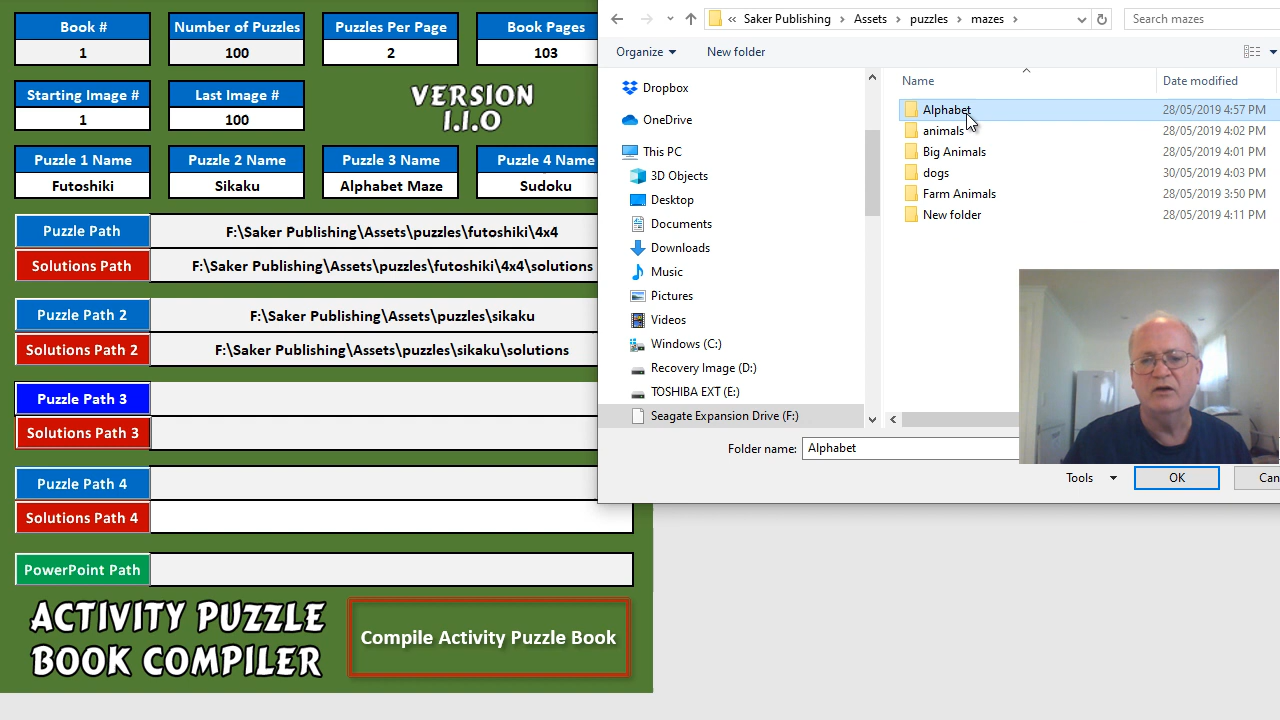 Book #
1
Number of Puzzles
100
Puzzles Per Page
2
Book Pages
103
Starting Image #
1
Last Image #
100
VERSION
1.1.0
Puzzle 1 Name
Futoshiki
Puzzle 2 Name
Sikaku
Puzzle 3 Name
Alphabet Maze
Puzzle 4 Name
Sudoku
Puzzle Path
F:\Saker Publishing\Assets\puzzles\futoshiki\4x4
Solutions Path
F:\Saker Publishing\Assets\puzzles\futoshiki\4x4\solutions
Puzzle Path 2
F:\Saker Publishing\Assets\puzzles\sikaku
Solutions Path 2
F:\Saker Publishing\Assets\puzzles\sikaku\solutions
Puzzle Path 3
Solutions Path 3
Puzzle Path 4
Solutions Path 4
PowerPoint Path
ACTIVITY PUZZLE
BOOK COMPILER
Compile Activity Puzzle Book
« Saker Publishing > Assets > puzzles > mazes >
Search mazes
Organize
New folder
Dropbox
OneDrive
This PC
3D Objects
Desktop
Documents
Downloads
Music
Pictures
Videos
Windows (C:)
Recovery Image (D:)
TOSHIBA EXT (E:)
Seagate Expansion Drive (F:)
Name
Date modified
Alphabet
28/05/2019 4:57 PM
animals
28/05/2019 4:02 PM
Big Animals
28/05/2019 4:01 PM
dogs
30/05/2019 4:03 PM
Farm Animals
28/05/2019 3:50 PM
New folder
28/05/2019 4:11 PM
Folder name:
Alphabet
Tools
OK
Can